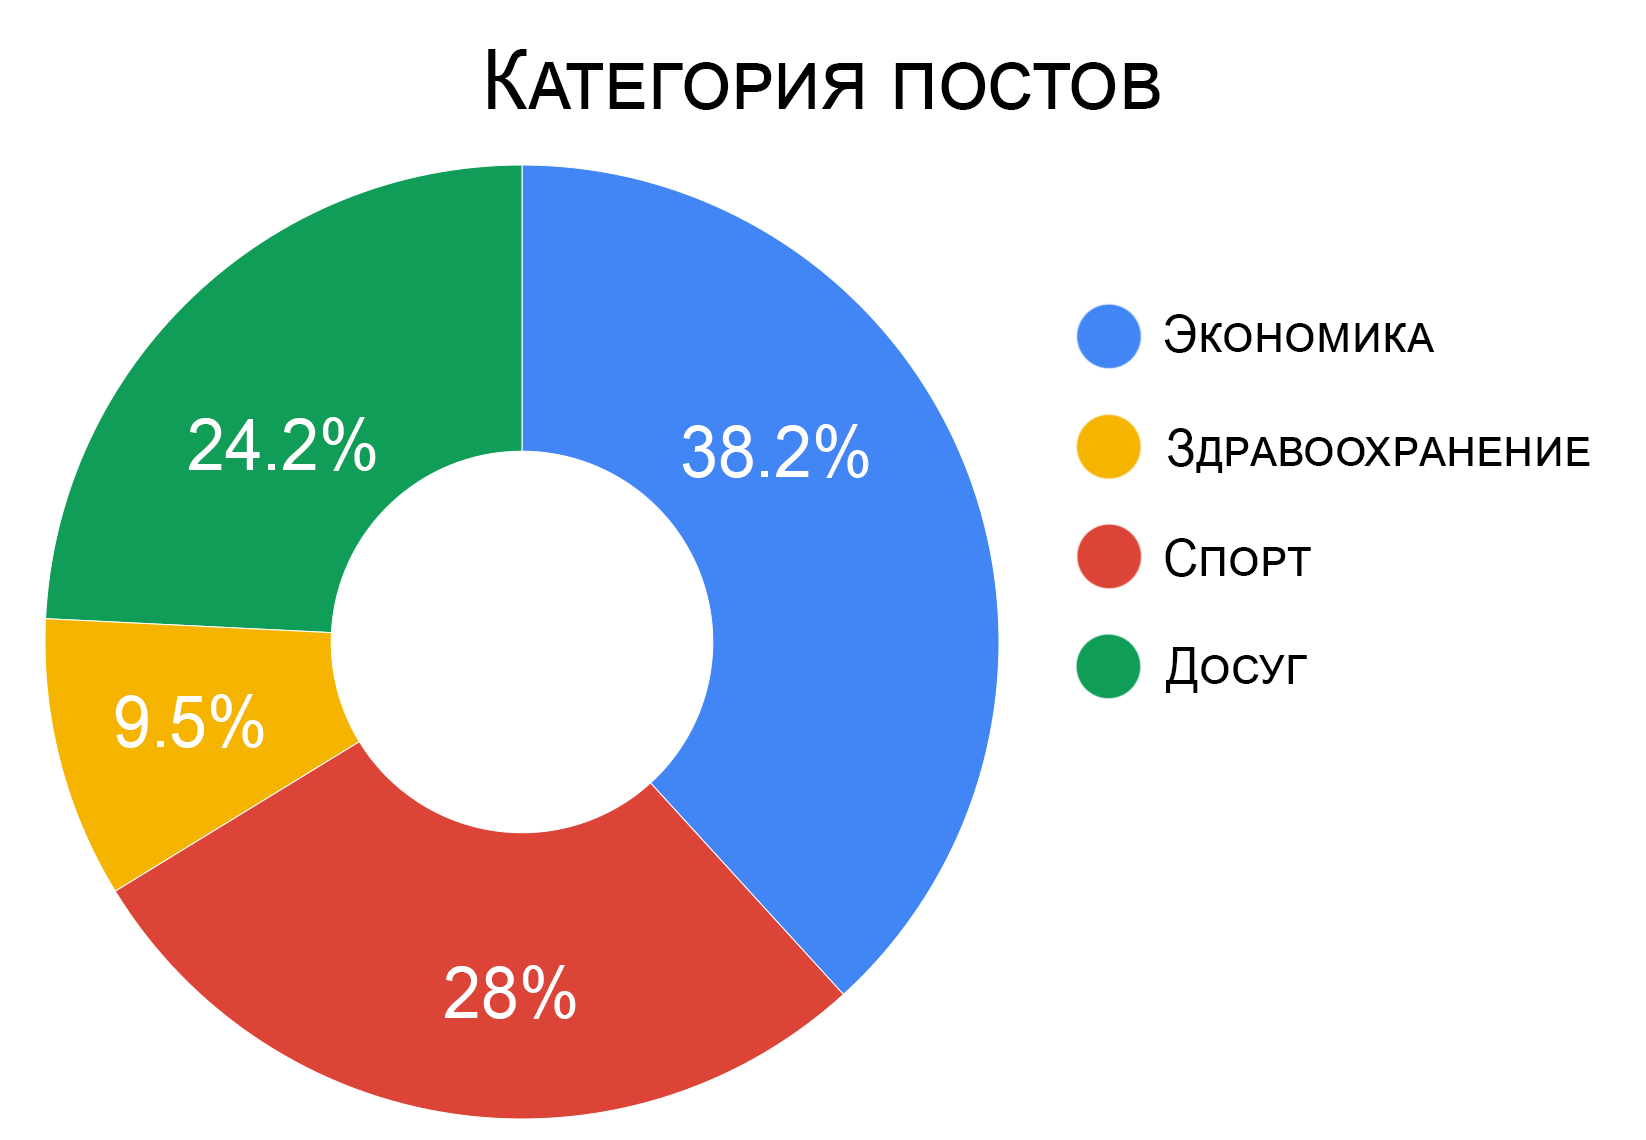 Категория постов
24.2%
38.2%
9.5%
28%
Экономика
Здравоохранение
Спорт
Досуг